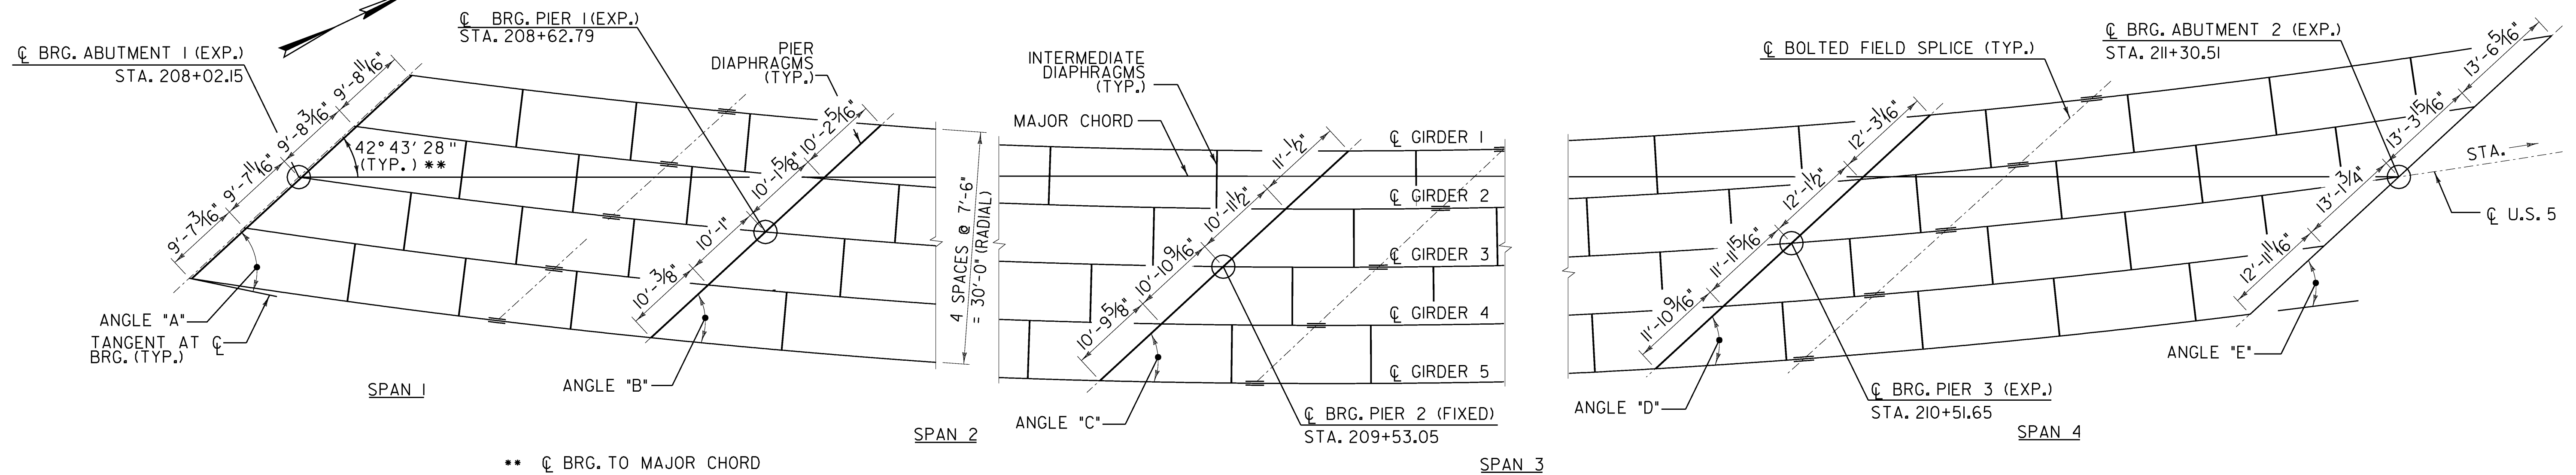 ℄ BRG. ABUTMENT 1 (EXP.)
STA. 208+02.15
℄ BRG. PIER 1 (EXP.)
STA. 208+62.79
PIER
DIAPHRAGMS
(TYP.)
9'-8 11/16"
9'-8 3/16"
9'-7 11/16"
9'-7 3/16"
42° 43' 28"
(TYP.) **
10'-2 5/16"
10'-1 5/8"
10'-1"
10'-3/8"
ANGLE "A"
TANGENT AT ℄
BRG. (TYP.)
SPAN 1
ANGLE "B"
4 SPACES @ 7'-6"
= 30'-0" (RADIAL)
SPAN 2
** ℄ BRG. TO MAJOR CHORD
INTERMEDIATE
DIAPHRAGMS
(TYP.)
MAJOR CHORD
11'-1/2"
10'-11 1/2"
10'-10 9/16"
10'-9 5/8"
℄ GIRDER 1
℄ GIRDER 2
℄ GIRDER 3
℄ GIRDER 4
℄ GIRDER 5
ANGLE "C"
℄ BRG. PIER 2 (FIXED)
STA. 209+53.05
SPAN 3
℄ BOLTED FIELD SPLICE (TYP.)
℄ BRG. ABUTMENT 2 (EXP.)
STA. 211+30.51
12'-3 1/16"
12'-1 1/2"
11'-11 15/16"
11'-10 9/16"
13'-6 5/16"
13'-3 15/16"
13'-1 3/4"
12'-11 11/16"
STA.
℄ U.S. 5
ANGLE "E"
ANGLE "D"
℄ BRG. PIER 3 (EXP.)
STA. 210+51.65
SPAN 4